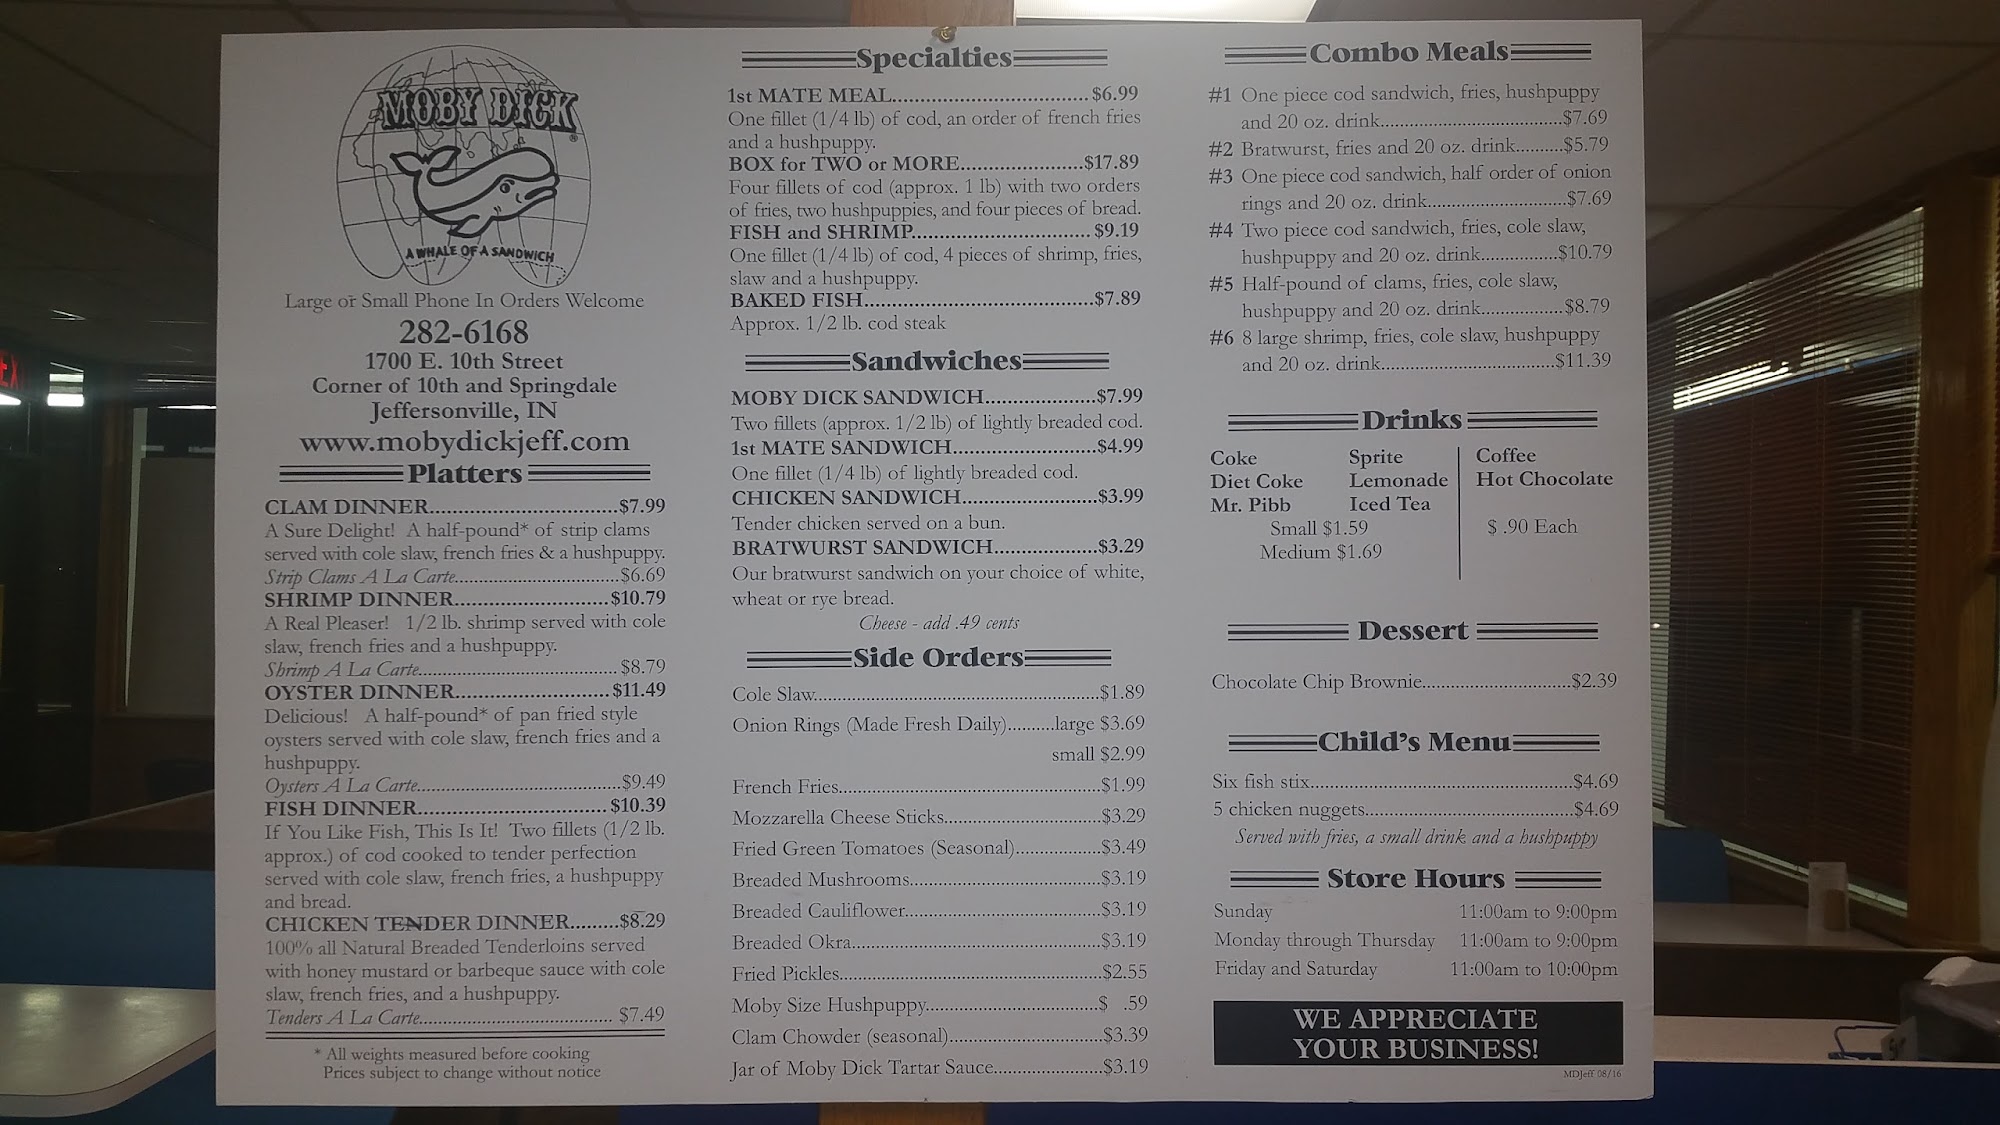 MOBY DICK
®
A WHALE OF A SANDWICH
Large or Small Phone In Orders Welcome
282-6168
1700 E. 10th Street
Corner of 10th and Springdale
Jeffersonville, IN
www.mobydickjeff.com
Platters
CLAM DINNER.....................$7.99
A Sure Delight! A half-pound* of strip clams
served with cole slaw, french fries & a hushpuppy.
Strip Clams A La Carte.....................$6.69
SHRIMP DINNER.....................$10.79
A Real Pleaser! 1/2 lb. shrimp served with cole
slaw, french fries and a hushpuppy.
Shrimp A La Carte.....................$8.79
OYSTER DINNER.....................$11.49
Delicious! A half-pound* of pan fried style
oysters served with cole slaw, french fries and a
hushpuppy.
Oysters A La Carte.....................$9.49
FISH DINNER.....................$10.39
If You Like Fish, This Is It! Two fillets (1/2 lb.
approx.) of cod cooked to tender perfection
served with cole slaw, french fries, a hushpuppy
and bread.
CHICKEN TENDER DINNER.........$8.29
100% all Natural Breaded Tenderloins served
with honey mustard or barbeque sauce with cole
slaw, french fries, and a hushpuppy.
Tenders A La Carte.....................$7.49
* All weights measured before cooking
Prices subject to change without notice
Specialties
1st MATE MEAL.....................$6.99
One fillet (1/4 lb) of cod, an order of french fries
and a hushpuppy.
BOX for TWO or MORE.....................$17.89
Four fillets of cod (approx. 1 lb) with two orders
of fries, two hushpuppies, and four pieces of bread.
FISH and SHRIMP.....................$9.19
One fillet (1/4 lb) of cod, 4 pieces of shrimp, fries,
slaw and a hushpuppy.
BAKED FISH.....................$7.89
Approx. 1/2 lb. cod steak
Sandwiches
MOBY DICK SANDWICH.....................$7.99
Two fillets (approx. 1/2 lb) of lightly breaded cod.
1st MATE SANDWICH.....................$4.99
One fillet (1/4 lb) of lightly breaded cod.
CHICKEN SANDWICH.....................$3.99
Tender chicken served on a bun.
BRATWURST SANDWICH.....................$3.29
Our bratwurst sandwich on your choice of white,
wheat or rye bread.
Cheese - add .49 cents
Side Orders
Cole Slaw.....................$1.89
Onion Rings (Made Fresh Daily)..........large $3.69
small $2.99
French Fries.....................$1.99
Mozzarella Cheese Sticks.....................$3.29
Fried Green Tomatoes (Seasonal).....................$3.49
Breaded Mushrooms.....................$3.19
Breaded Cauliflower.....................$3.19
Breaded Okra.....................$3.19
Fried Pickles.....................$2.55
Moby Size Hushpuppy.....................$ .59
Clam Chowder (seasonal).....................$3.39
Jar of Moby Dick Tartar Sauce.....................$3.19
Combo Meals
#1 One piece cod sandwich, fries, hushpuppy
and 20 oz. drink.....................$7.69
#2 Bratwurst, fries and 20 oz. drink..........$5.79
#3 One piece cod sandwich, half order of onion
rings and 20 oz. drink.....................$7.69
#4 Two piece cod sandwich, fries, cole slaw,
hushpuppy and 20 oz. drink................$10.79
#5 Half-pound of clams, fries, cole slaw,
hushpuppy and 20 oz. drink.................$8.79
#6 8 large shrimp, fries, cole slaw, hushpuppy
and 20 oz. drink.....................$11.39
Drinks
Coke Sprite Coffee
Diet Coke Lemonade Hot Chocolate
Mr. Pibb Iced Tea
Small $1.59 $ .90 Each
Medium $1.69
Dessert
Chocolate Chip Brownie.....................$2.39
Child's Menu
Six fish stix.....................$4.69
5 chicken nuggets.....................$4.69
Served with fries, a small drink and a hushpuppy
Store Hours
Sunday 11:00am to 9:00pm
Monday through Thursday 11:00am to 9:00pm
Friday and Saturday 11:00am to 10:00pm
WE APPRECIATE
YOUR BUSINESS!
MDJeff 08/16